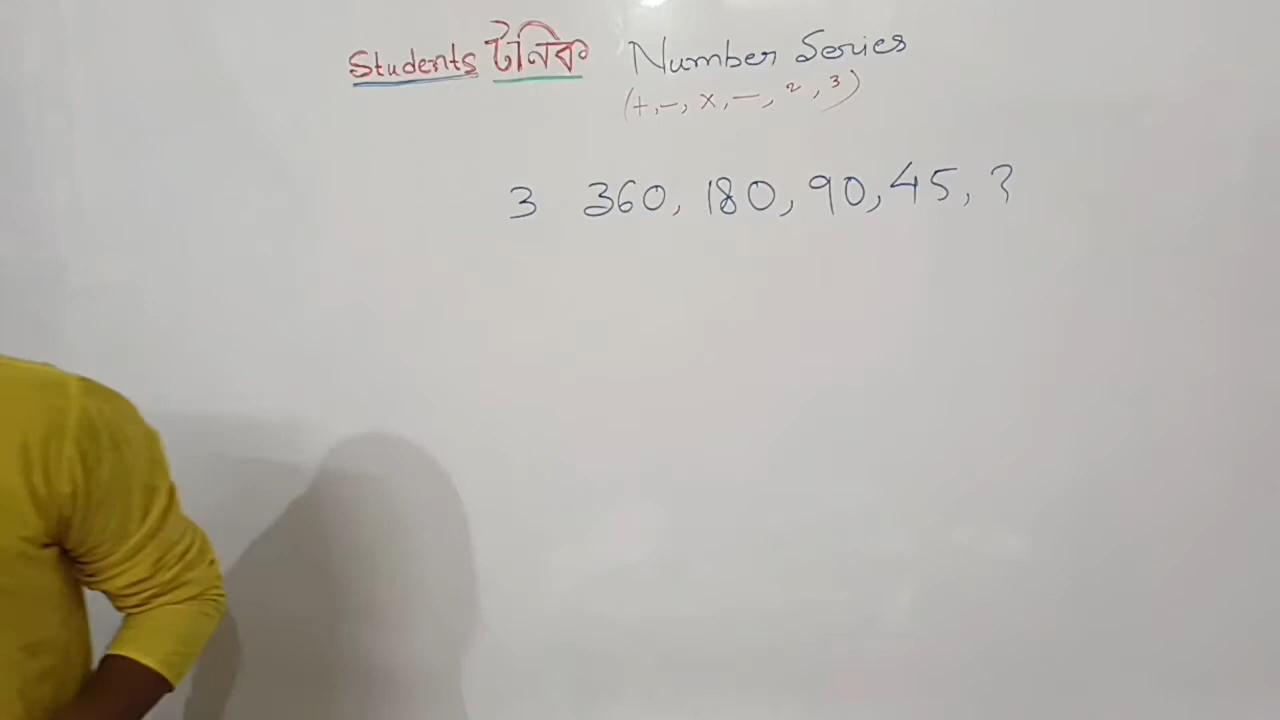 Students টনিক Number Series
(+, -, x, -, 2, 3)
3 360, 180, 90, 45, ?